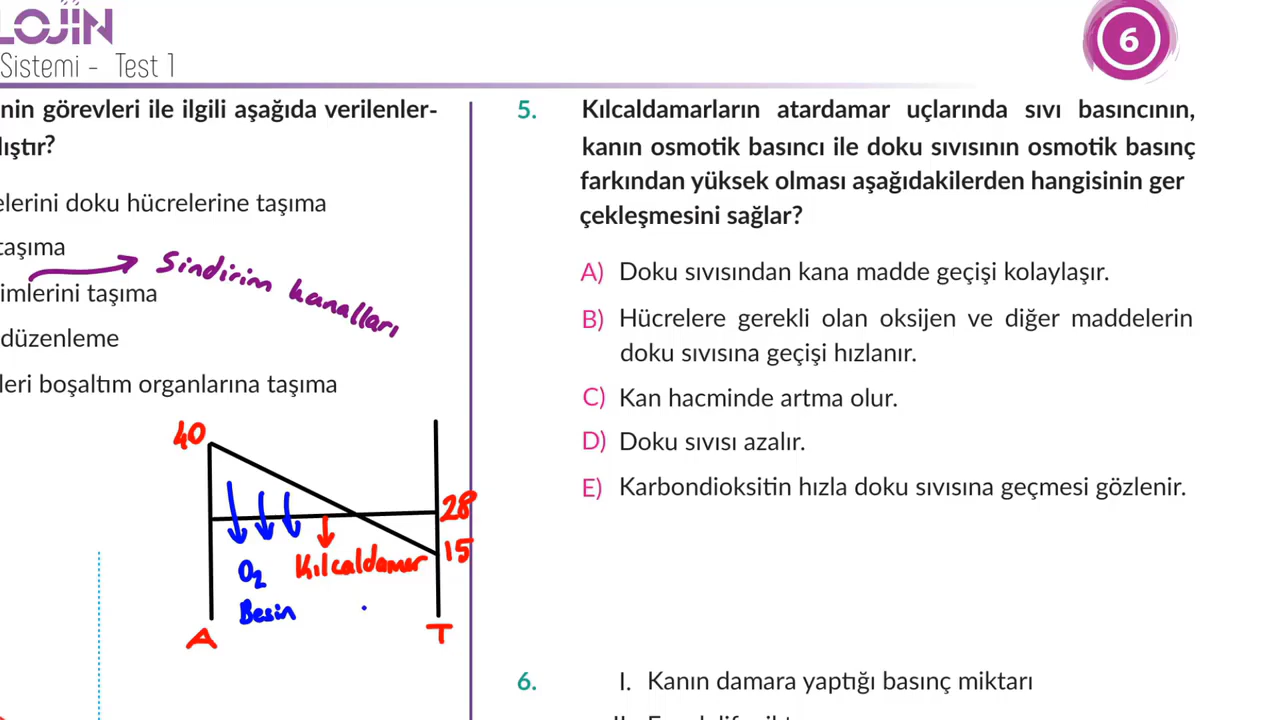 LOJİN
Sistemi - Test 1
6
nin görevleri ile ilgili aşağıda verilenler-
lıştır?
elerini doku hücrelerine taşıma
taşıma
imlerini taşıma
Sindirim kanalları
düzenleme
leri boşaltım organlarına taşıma
40
28
15
O2
Besin
Kılcaldamar
A
T
5. Kılcaldamarların atardamar uçlarında sıvı basıncının,
kanın osmotik basıncı ile doku sıvısının osmotik basınç
farkından yüksek olması aşağıdakilerden hangisinin ger
çekleşmesini sağlar?
A) Doku sıvısından kana madde geçişi kolaylaşır.
B) Hücrelere gerekli olan oksijen ve diğer maddelerin
doku sıvısına geçişi hızlanır.
C) Kan hacminde artma olur.
D) Doku sıvısı azalır.
E) Karbondioksitin hızla doku sıvısına geçmesi gözlenir.
6. I. Kanın damara yaptığı basınç miktarı